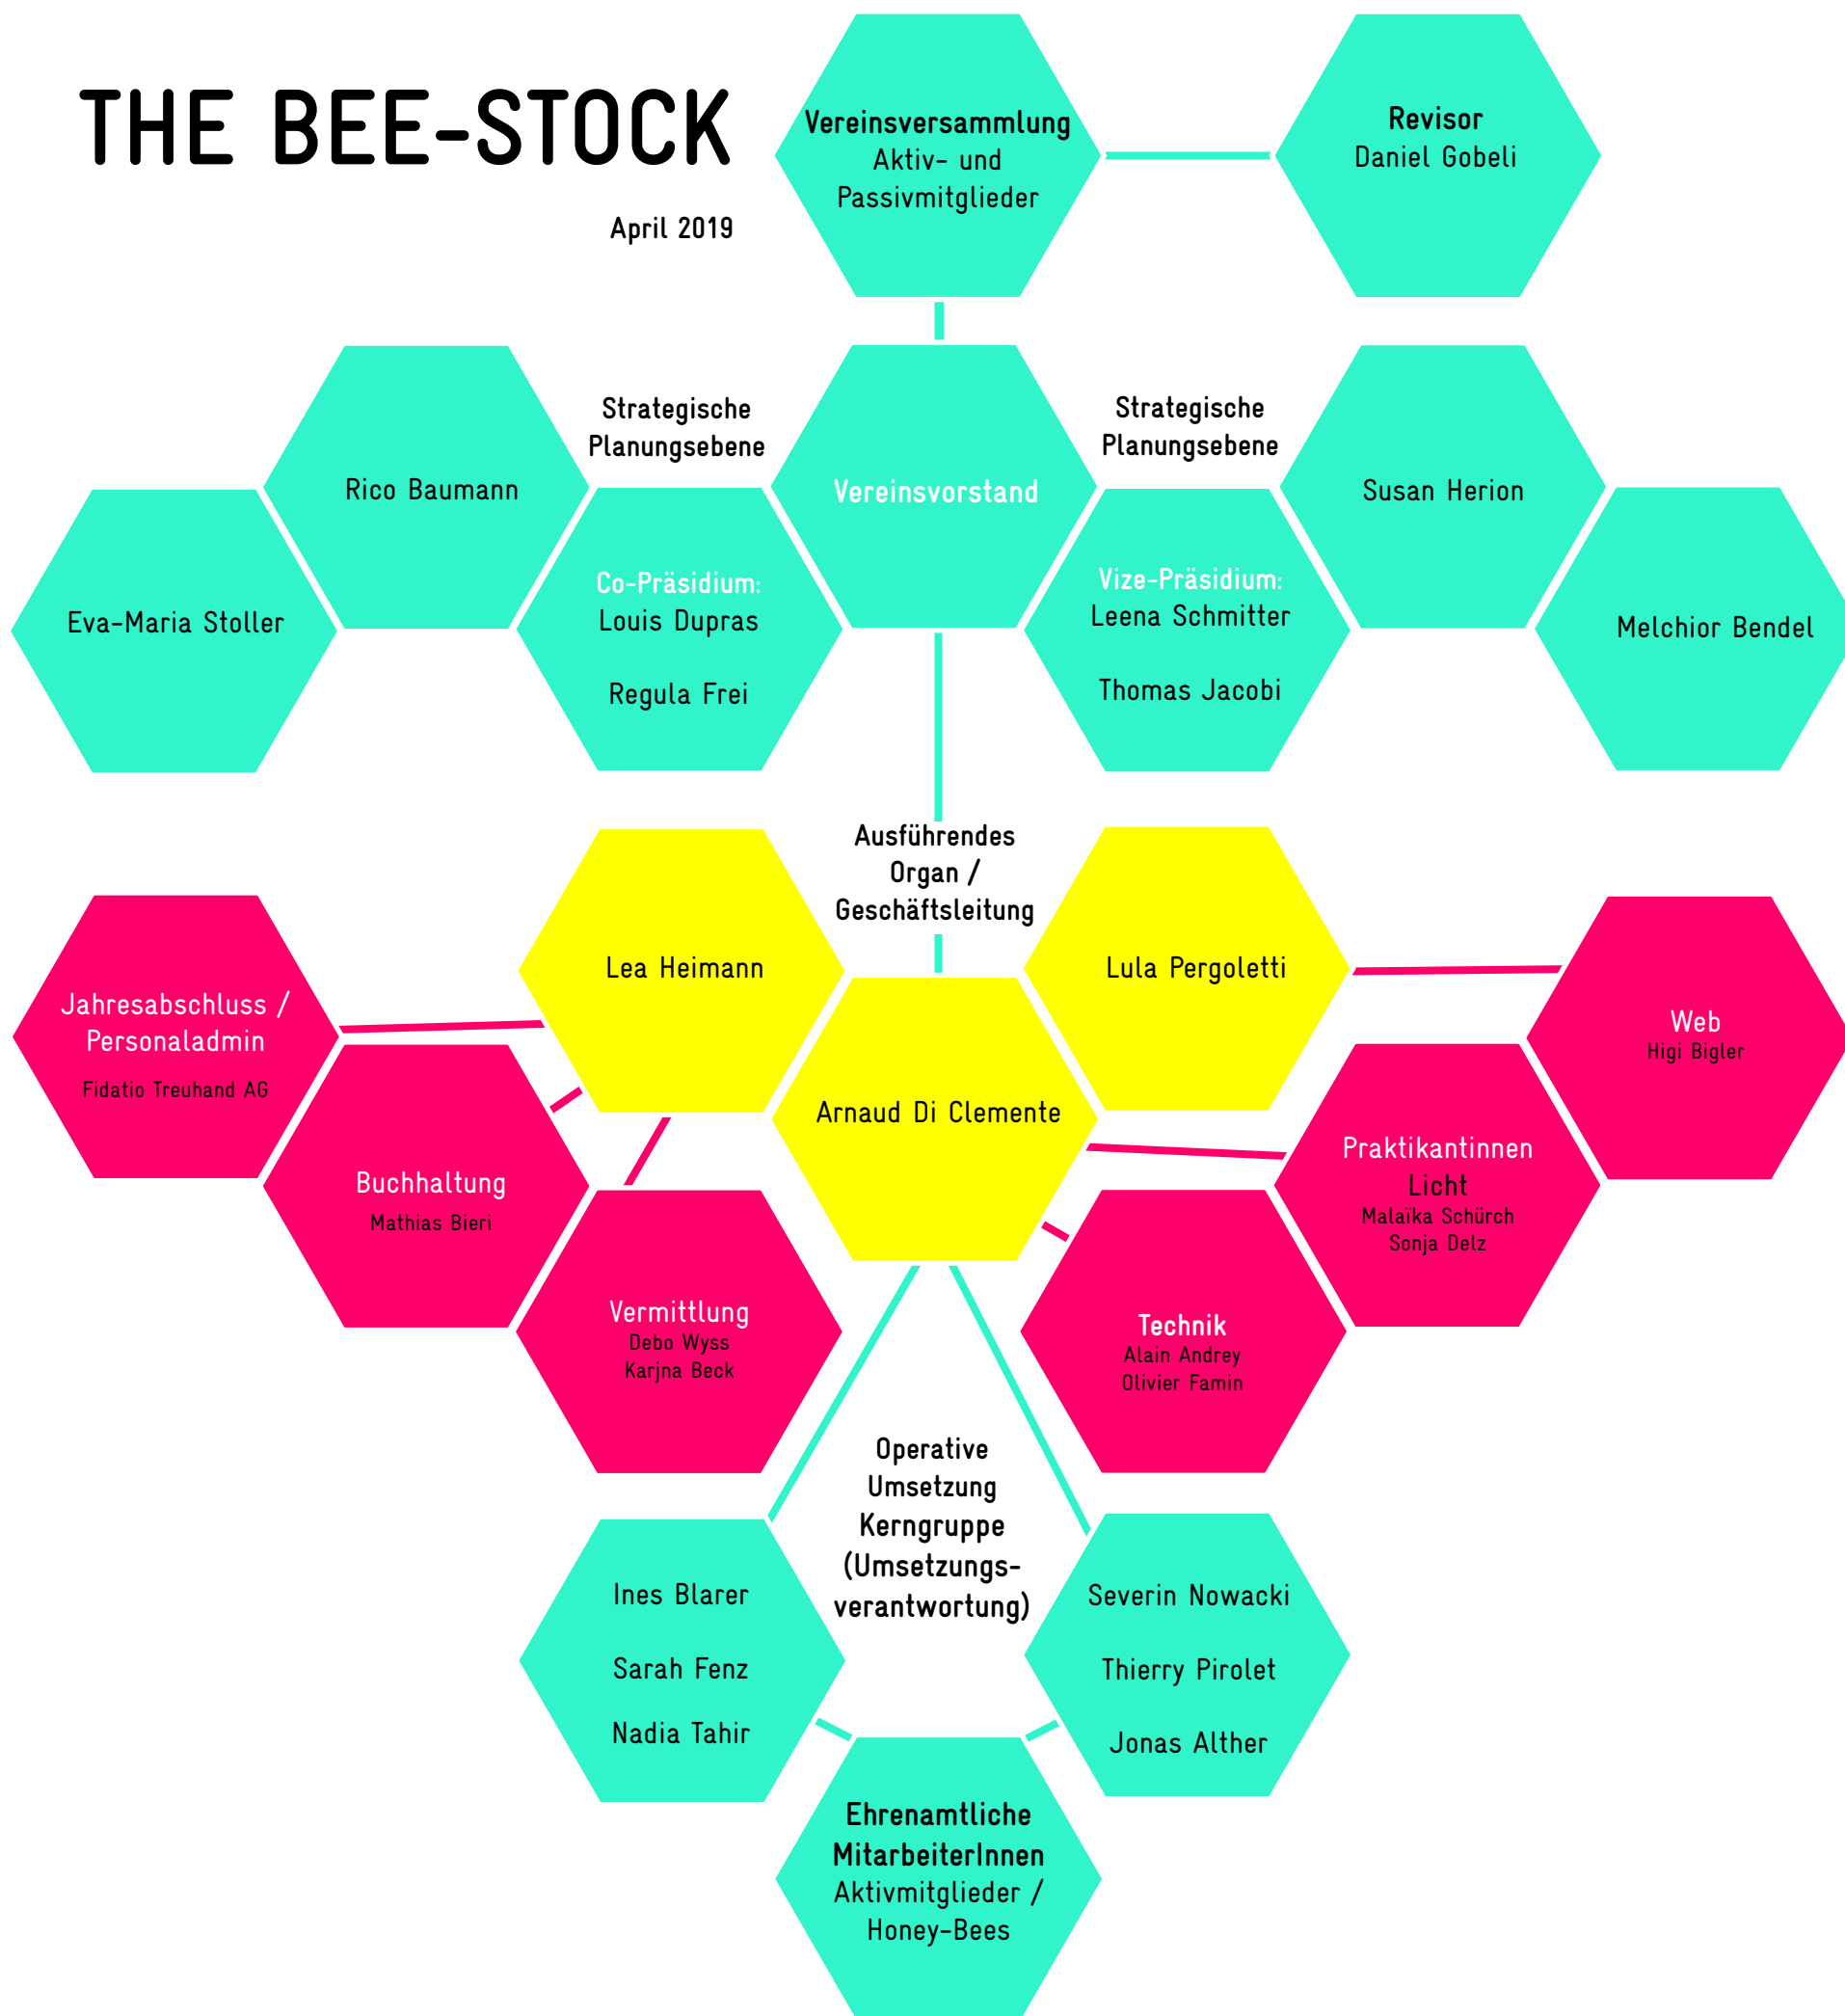 THE BEE-STOCK
April 2019
Vereinsversammlung
Aktiv- und
Passivmitglieder
Revisor
Daniel Gobeli
Strategische
Planungsebene
Strategische
Planungsebene
Eva-Maria Stoller
Rico Baumann
Co-Präsidium:
Louis Dupras
Regula Frei
Vereinsvorstand
Vize-Präsidium:
Leena Schmitter
Thomas Jacobi
Susan Herion
Melchior Bendel
Ausführendes
Organ /
Geschäftsleitung
Lea Heimann
Lula Pergoletti
Arnaud Di Clemente
Jahresabschluss /
Personaladmin
Fidatio Treuhand AG
Buchhaltung
Mathias Bieri
Vermittlung
Debo Wyss
Karjna Beck
Web
Higi Bigler
Praktikantinnen
Licht
Malaïka Schürch
Sonja Delz
Technik
Alain Andrey
Olivier Famin
Operative
Umsetzung
Kerngruppe
(Umsetzungs-
verantwortung)
Ines Blarer
Sarah Fenz
Nadia Tahir
Severin Nowacki
Thierry Pirolet
Jonas Alther
Ehrenamtliche
MitarbeiterInnen
Aktivmitglieder /
Honey-Bees